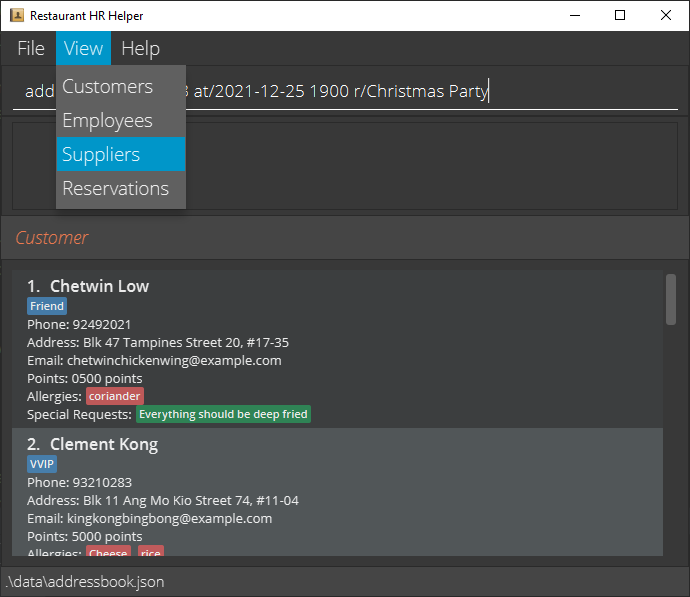 Restaurant HR Helper
File View Help
add 3 at/2021-12-25 1900 r/Christmas Party
Customers
Employees
Suppliers
Reservations
Customer
1. Chetwin Low
Friend
Phone: 92492021
Address: Blk 47 Tampines Street 20, #17-35
Email: chetwinchickenwing@example.com
Points: 0500 points
Allergies: coriander
Special Requests: Everything should be deep fried
2. Clement Kong
VVIP
Phone: 93210283
Address: Blk 11 Ang Mo Kio Street 74, #11-04
Email: kingkongbingbong@example.com
Points: 5000 points
Allergies: Cheese rice
.\data\addressbook.json